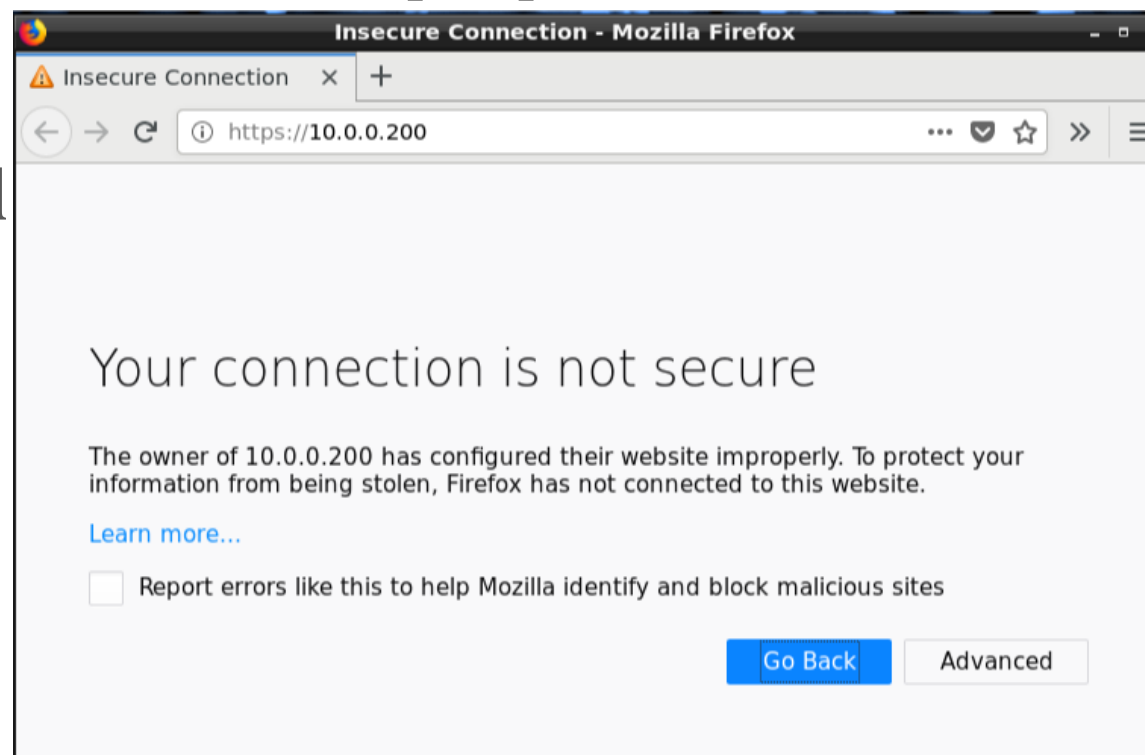 Insecure Connection - Mozilla Firefox
Insecure Connection
https://10.0.0.200
Your connection is not secure
The owner of 10.0.0.200 has configured their website improperly. To protect your
information from being stolen, Firefox has not connected to this website.
Learn more...
Report errors like this to help Mozilla identify and block malicious sites
Go Back Advanced